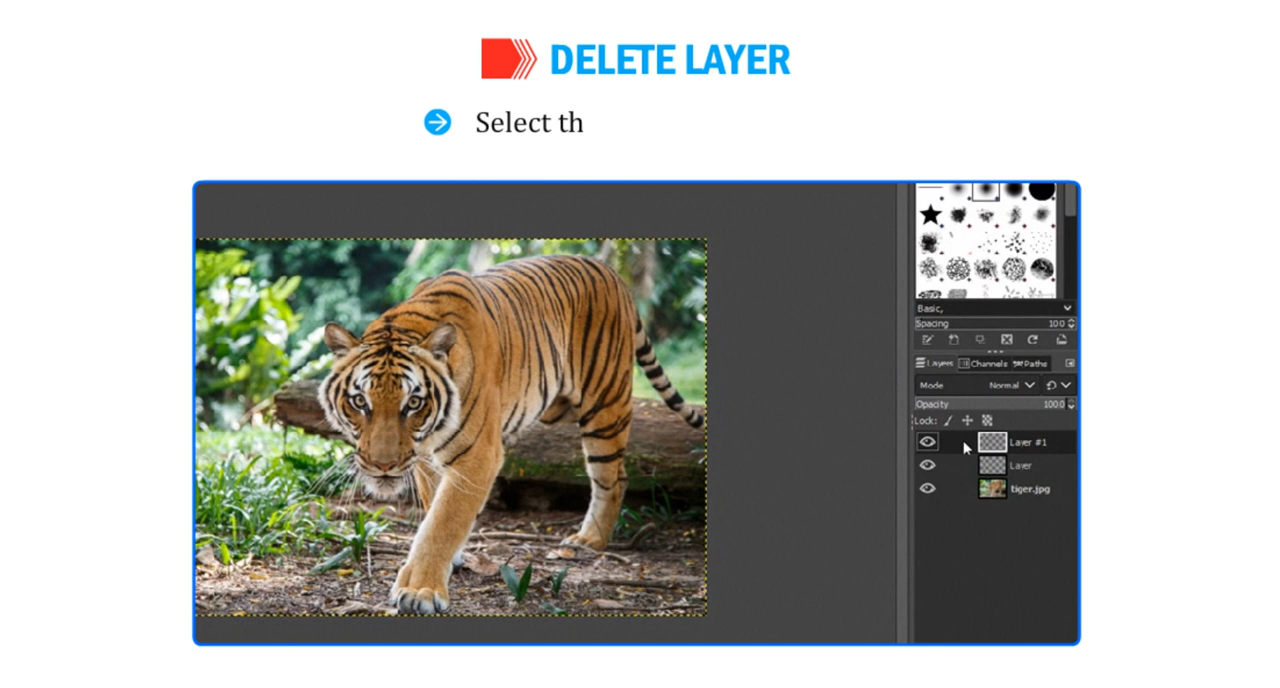 DELETE LAYER
Select th
Basic,
Spacing 100
Layers Channels Paths
Mode Normal
Opacity 100.0
Lock:
Layer #1
Layer
tiger.jpg